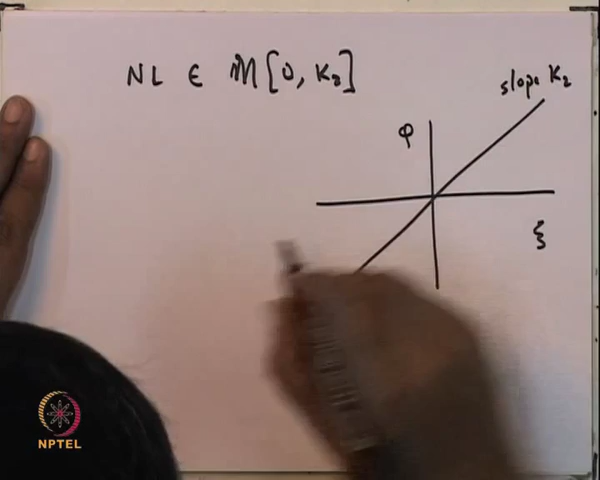 NL ∈ M[0, K₂]
slope K₂
φ
ξ
NPTEL